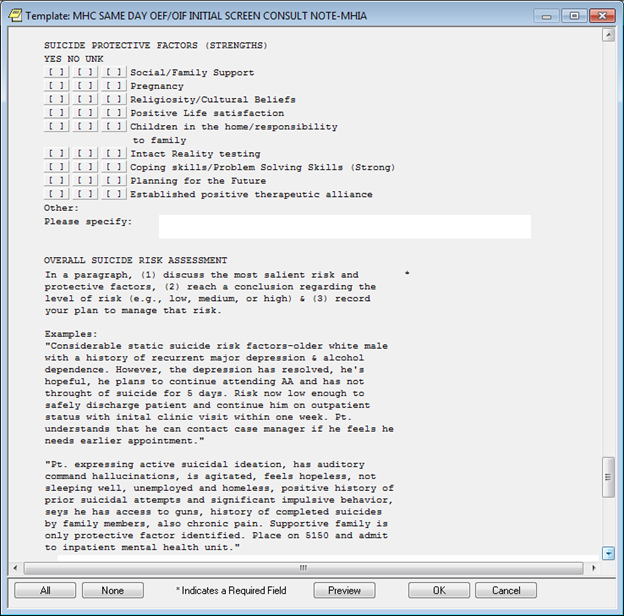 Template: MHC SAME DAY OEF/OIF INITIAL SCREEN CONSULT NOTE-MHIA
SUICIDE PROTECTIVE FACTORS (STRENGTHS)
YES NO UNK
[ ] [ ] [ ] Social/Family Support
[ ] [ ] [ ] Pregnancy
[ ] [ ] [ ] Religiosity/Cultural Beliefs
[ ] [ ] [ ] Positive Life satisfaction
[ ] [ ] [ ] Children in the home/responsibility
to family
[ ] [ ] [ ] Intact Reality testing
[ ] [ ] [ ] Coping skills/Problem Solving Skills (Strong)
[ ] [ ] [ ] Planning for the Future
[ ] [ ] [ ] Established positive therapeutic alliance
Other:
Please specify:
OVERALL SUICIDE RISK ASSESSMENT
In a paragraph, (1) discuss the most salient risk and *
protective factors, (2) reach a conclusion regarding the
level of risk (e.g., low, medium, or high) & (3) record
your plan to manage that risk.
Examples:
"Considerable static suicide risk factors-older white male
with a history of recurrent major depression & alcohol
dependence. However, the depression has resolved, he's
hopeful, he plans to continue attending AA and has not
throught of suicide for 5 days. Risk now low enough to
safely discharge patient and continue him on outpatient
status with inital clinic visit within one week. Pt.
understands that he can contact case manager if he feels he
needs earlier appointment."
"Pt. expressing active suicidal ideation, has auditory
command hallucinations, is agitated, feels hopeless, not
sleeping well, unemployed and homeless, positive history of
prior suicidal attempts and significant impulsive behavior,
seys he has access to guns, history of completed suicides
by family members, also chronic pain. Supportive family is
only protective factor identified. Place on 5150 and admit
to inpatient mental health unit."
All None * Indicates a Required Field Preview OK Cancel